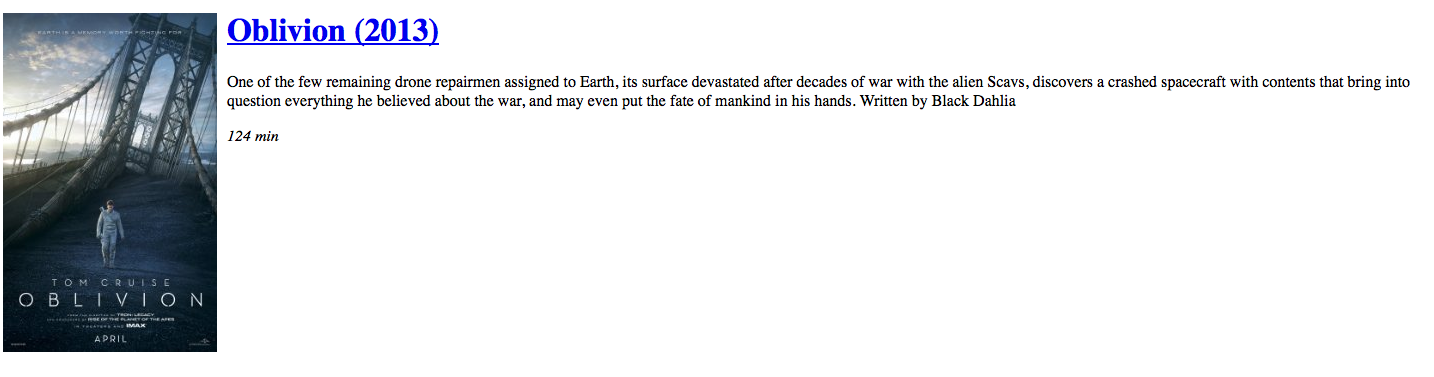 EARTH IS A MEMORY WORTH FIGHTING FOR
Oblivion (2013)
One of the few remaining drone repairmen assigned to Earth, its surface devastated after decades of war with the alien Scavs, discovers a crashed spacecraft with contents that bring into
question everything he believed about the war, and may even put the fate of mankind in his hands. Written by Black Dahlia
124 min
TOM CRUISE
OBLIVION
FROM THE DIRECTOR OF TRON: LEGACY
AND PRODUCERS OF RISE OF THE PLANET OF THE APES
IN THEATERS AND IMAX
APRIL